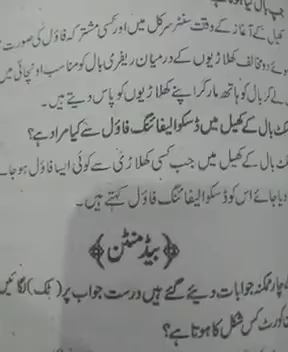 کھیل کے آغاز کے وقت سنٹر سرکل میں اور کسی مشترکہ فاؤل کی صورت
دو مخالف کھلاڑیوں کے درمیان ریفری بال کو مناسب اونچائی میں
لے کر بال کو ہاتھ مار کر اپنے کھلاڑیوں کو پاس دیتے ہیں۔
بال کے کھیل میں ڈسکوالیفائنگ فاؤل سے کیا مراد ہے؟
بال کے کھیل میں جب کسی کھلاڑی سے کوئی ایسا فاؤل ہو جا
دیا جائے اس کو ڈسکوالیفائنگ فاؤل کہتے ہیں۔
﴿بیڈمنٹن﴾
چار ممکنہ جوابات دیئے گئے ہیں درست جواب پر (ٹک) لگائیں
کورٹ کس شکل کا ہوتا ہے؟